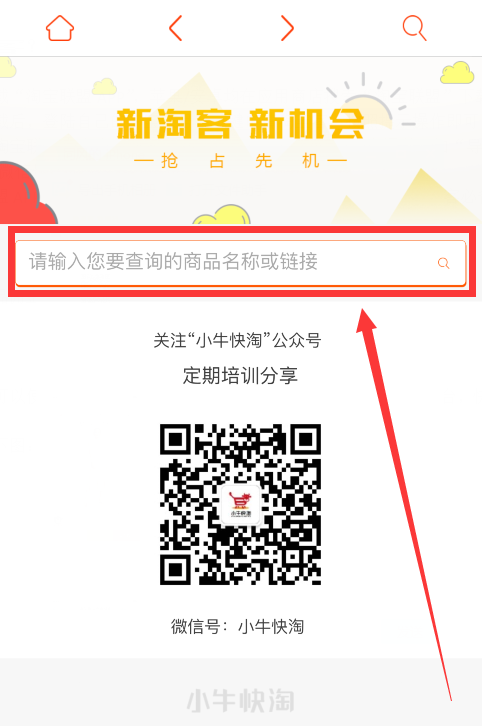 新淘客 新机会
一抢占先机一
请输入您要查询的商品名称或链接
关注“小牛快淘”公众号
定期培训分享
小牛快淘
微信号：小牛快淘
小牛快淘